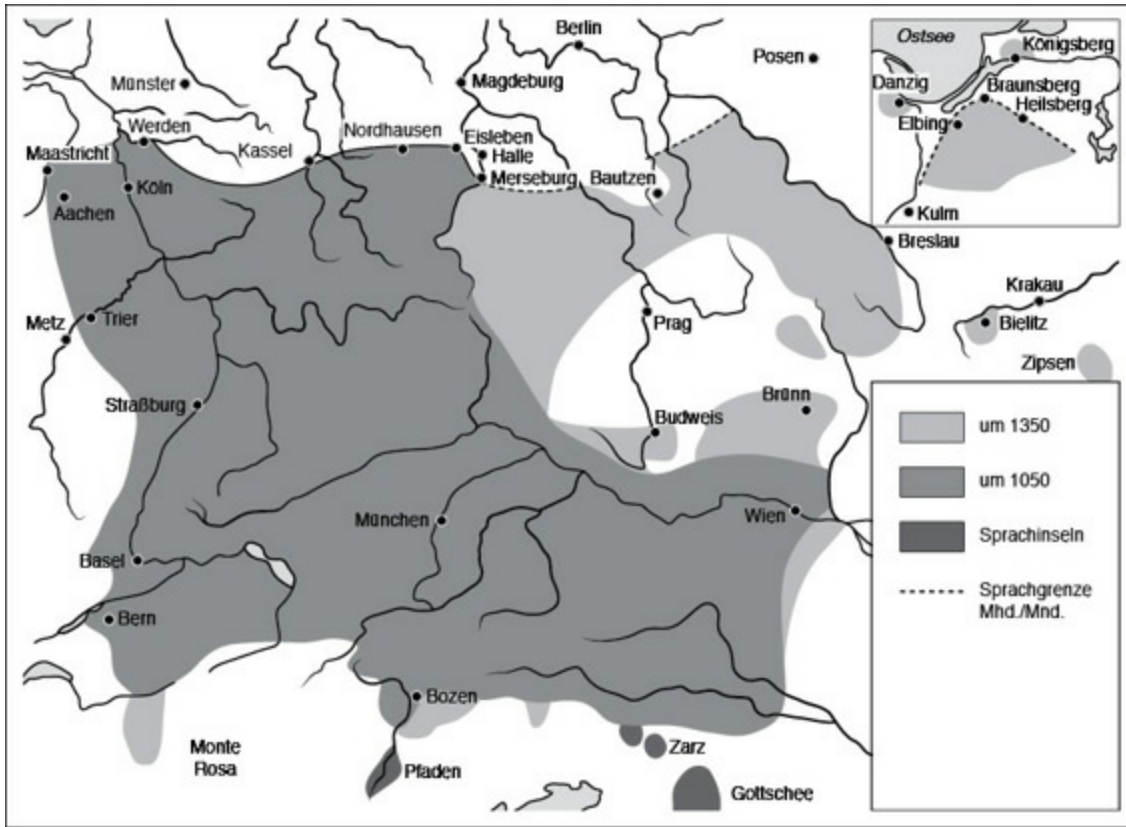 Berlin
Posen
Münster
Magdeburg
Werden
Nordhausen
Eisleben
Halle
Kassel
Maastricht
Merseburg
Bautzen
Köln
Aachen
Breslau
Krakau
Metz
Trier
Prag
Bielitz
Zipsen
Straßburg
Brünn
Budweis
München
Wien
Basel
Bern
Bozen
Monte
Rosa
Pfaden
Zarz
Gottschee
Ostsee
Königsberg
Danzig
Braunsberg
Heilsberg
Elbing
Kulm
um 1350
um 1050
Sprachinseln
Sprachgrenze
Mhd./Mnd.